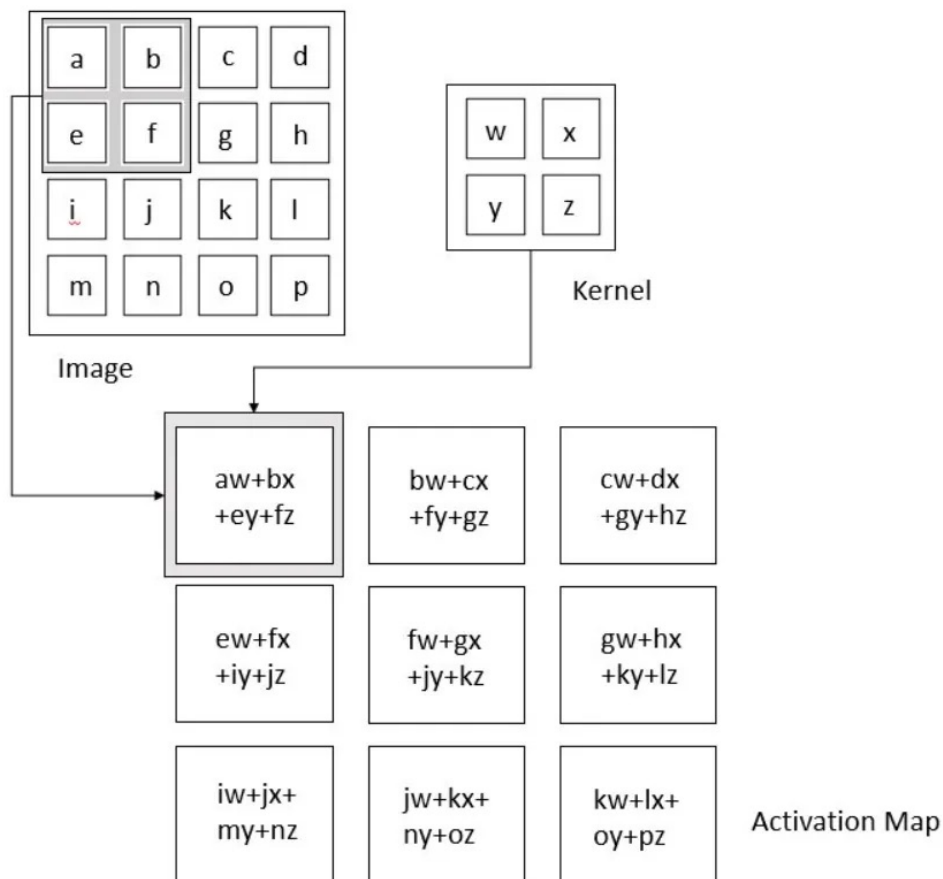 a b c d
e f g h
i j k l
m n o p
Image
w x
y z
Kernel
aw+bx
+ey+fz
bw+cx
+fy+gz
cw+dx
+gy+hz
ew+fx
+iy+jz
fw+gx
+jy+kz
gw+hx
+ky+lz
iw+jx+
my+nz
jw+kx+
ny+oz
kw+lx+
oy+pz
Activation Map